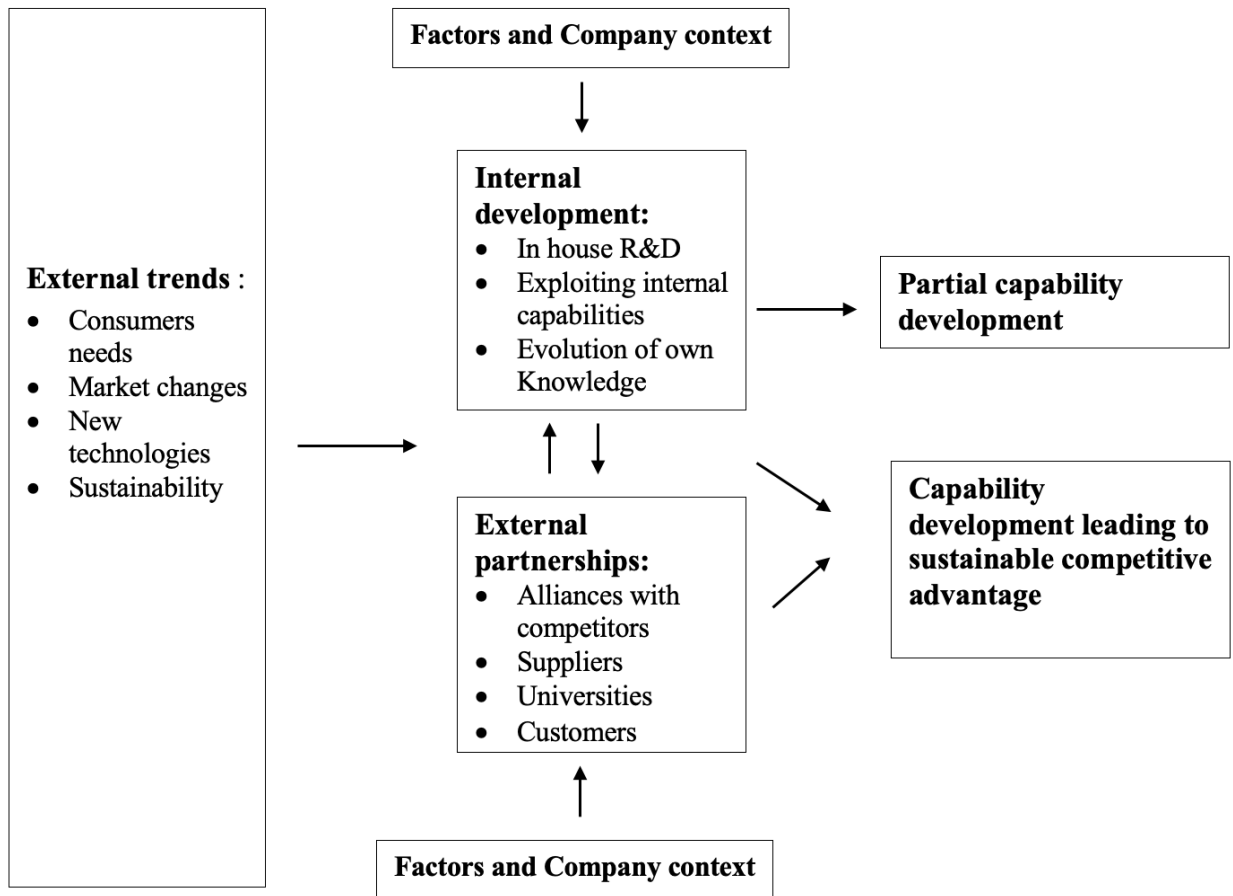 Factors and Company context
External trends :
• Consumers
needs
• Market changes
• New
technologies
• Sustainability
Internal
development:
• In house R&D
• Exploiting internal
capabilities
• Evolution of own
Knowledge
External
partnerships:
• Alliances with
competitors
• Suppliers
• Universities
• Customers
Factors and Company context
Partial capability
development
Capability
development leading to
sustainable competitive
advantage